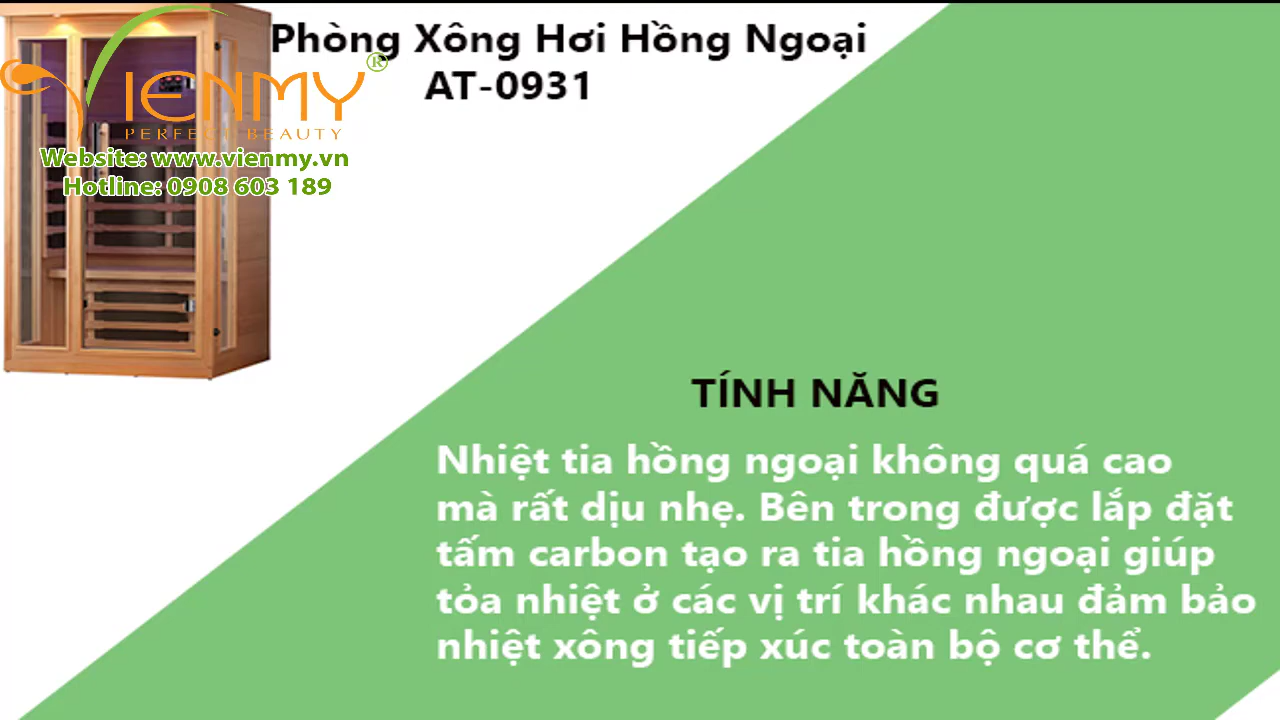 Phòng Xông Hơi Hồng Ngoại
AT-0931
VIENMY®
PERFECT BEAUTY
Website: www.vienmy.vn
Hotline: 0908 603 189
TÍNH NĂNG
Nhiệt tia hồng ngoại không quá cao
mà rất dịu nhẹ. Bên trong được lắp đặt
tấm carbon tạo ra tia hồng ngoại giúp
tỏa nhiệt ở các vị trí khác nhau đảm bảo
nhiệt xông tiếp xúc toàn bộ cơ thể.